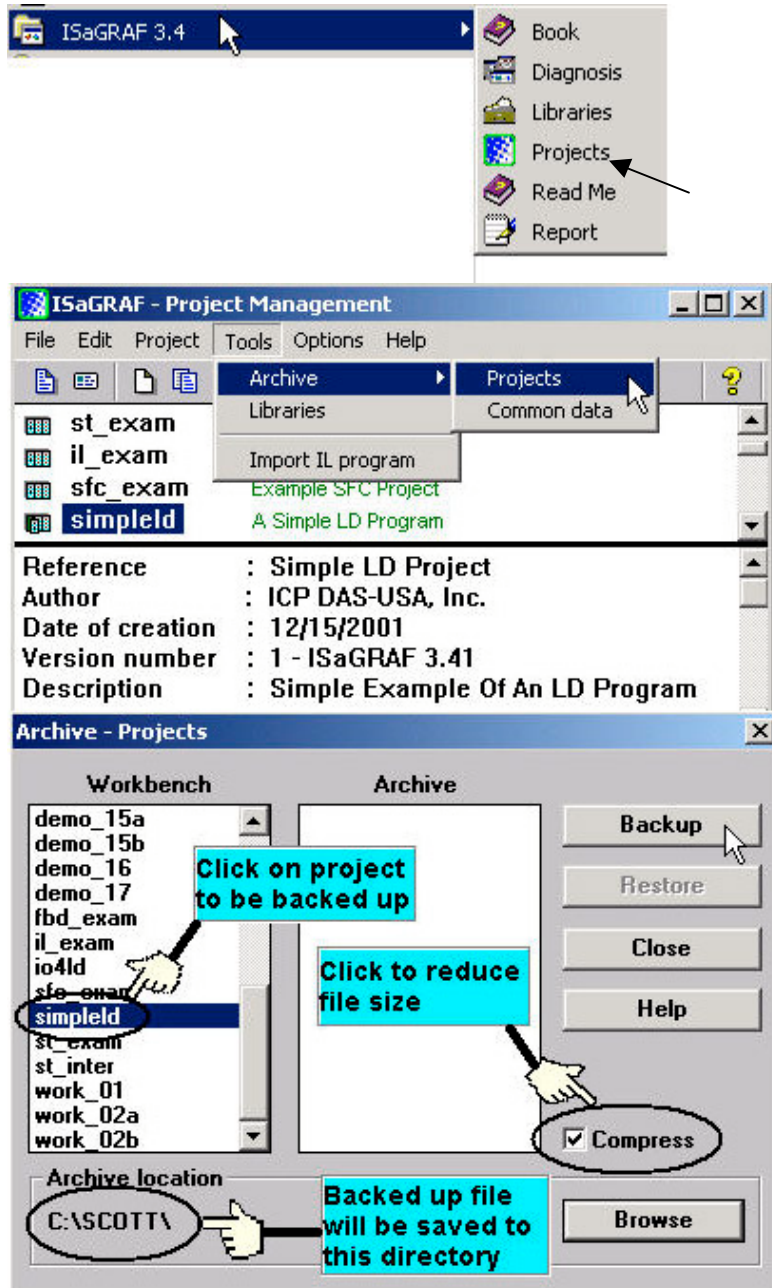 ISaGRAF 3.4
Book
Diagnosis
Libraries
Projects
Read Me
Report
ISaGRAF - Project Management
File Edit Project Tools Options Help
Archive
Libraries
Import IL program
Projects
Common data
st_exam
il_exam
sfc_exam Example SFC Project
simpleld A Simple LD Program
Reference : Simple LD Project
Author : ICP DAS-USA, Inc.
Date of creation : 12/15/2001
Version number : 1 - ISaGRAF 3.41
Description : Simple Example Of An LD Program
Archive - Projects
Workbench
demo_15a
demo_15b
demo_16
demo_17
fbd_exam
il_exam
io4ld
sfc_exam
simpleld
st_exam
st_inter
work_01
work_02a
work_02b
Click on project
to be backed up
Archive
Click to reduce
file size
Backup
Restore
Close
Help
Compress
Archive location
C:\SCOTT\
Backed up file
will be saved to
this directory
Browse